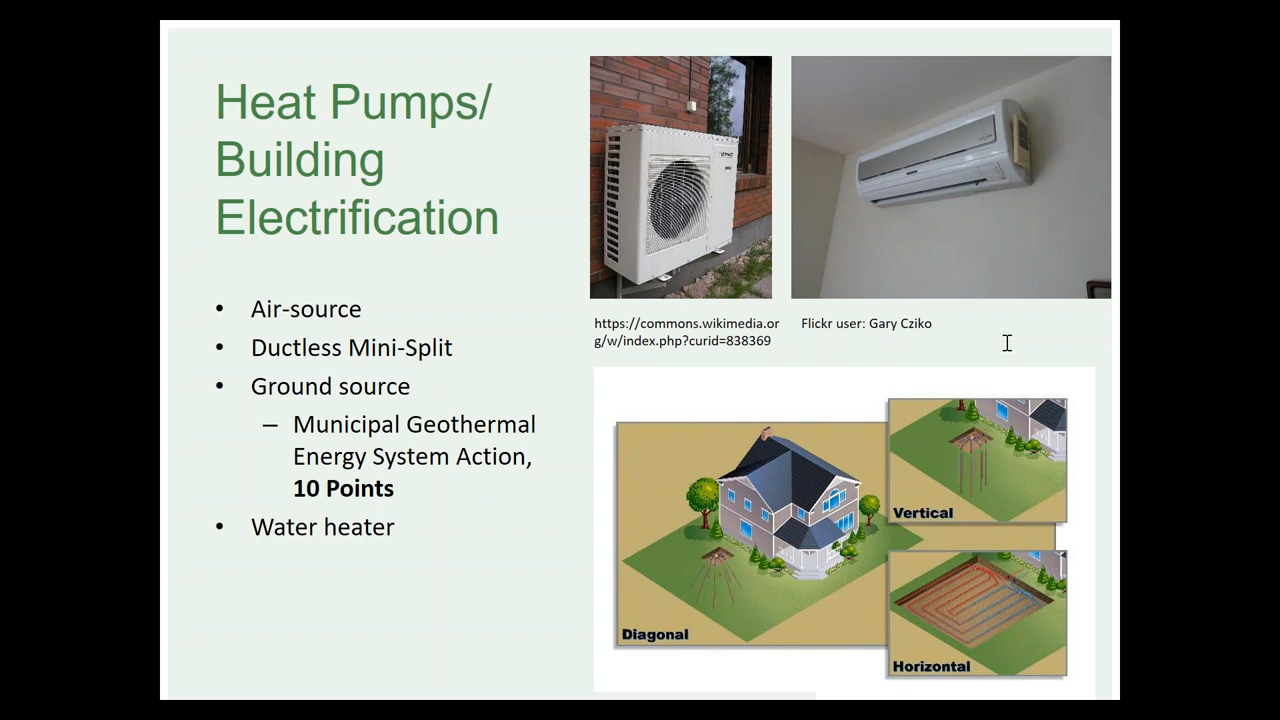 Heat Pumps/
Building
Electrification
• Air-source
• Ductless Mini-Split
• Ground source
– Municipal Geothermal
Energy System Action,
10 Points
• Water heater
https://commons.wikimedia.or
g/w/index.php?curid=838369
Flickr user: Gary Cziko
Diagonal
Vertical
Horizontal